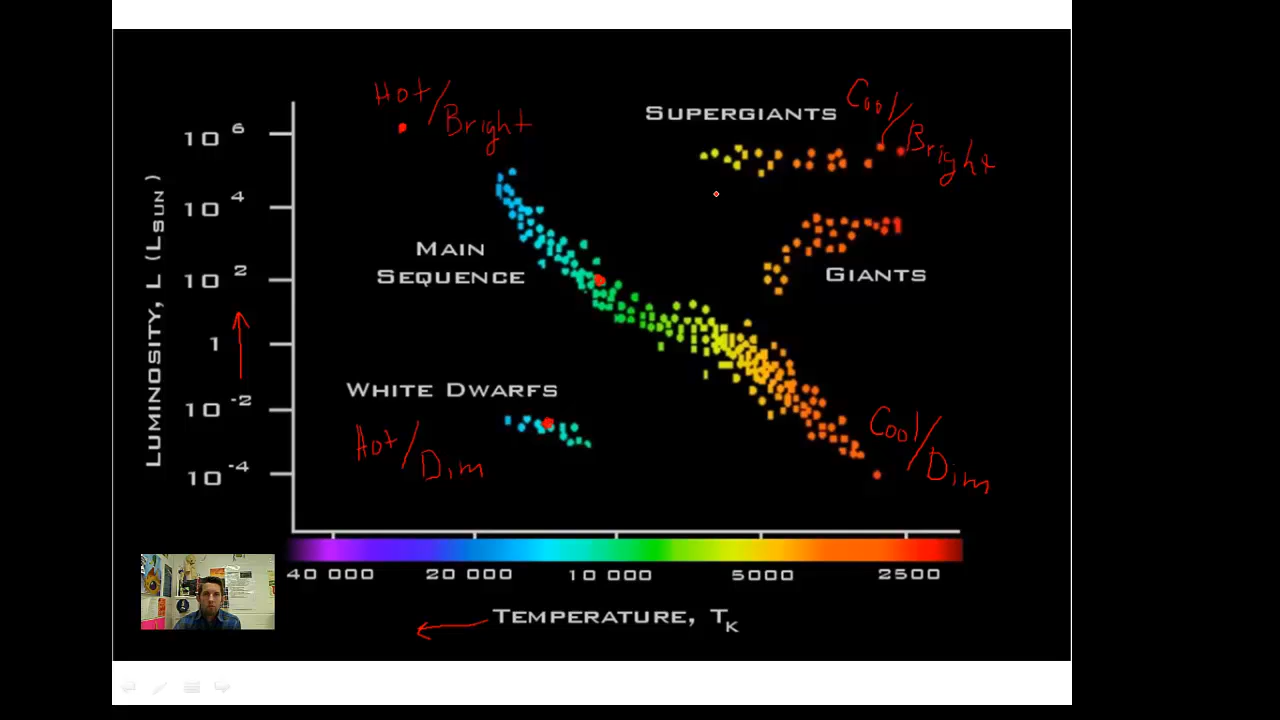 Hot/Bright
SUPERGIANTS
Cool/Bright
10 6
10 4
10 2
1
10 -2
10 -4
LUMINOSITY, L (LSUN)
MAIN
SEQUENCE
GIANTS
WHITE DWARFS
Hot/Dim
Cool/Dim
40 000 20 000 10 000 5000 2500
TEMPERATURE, TK